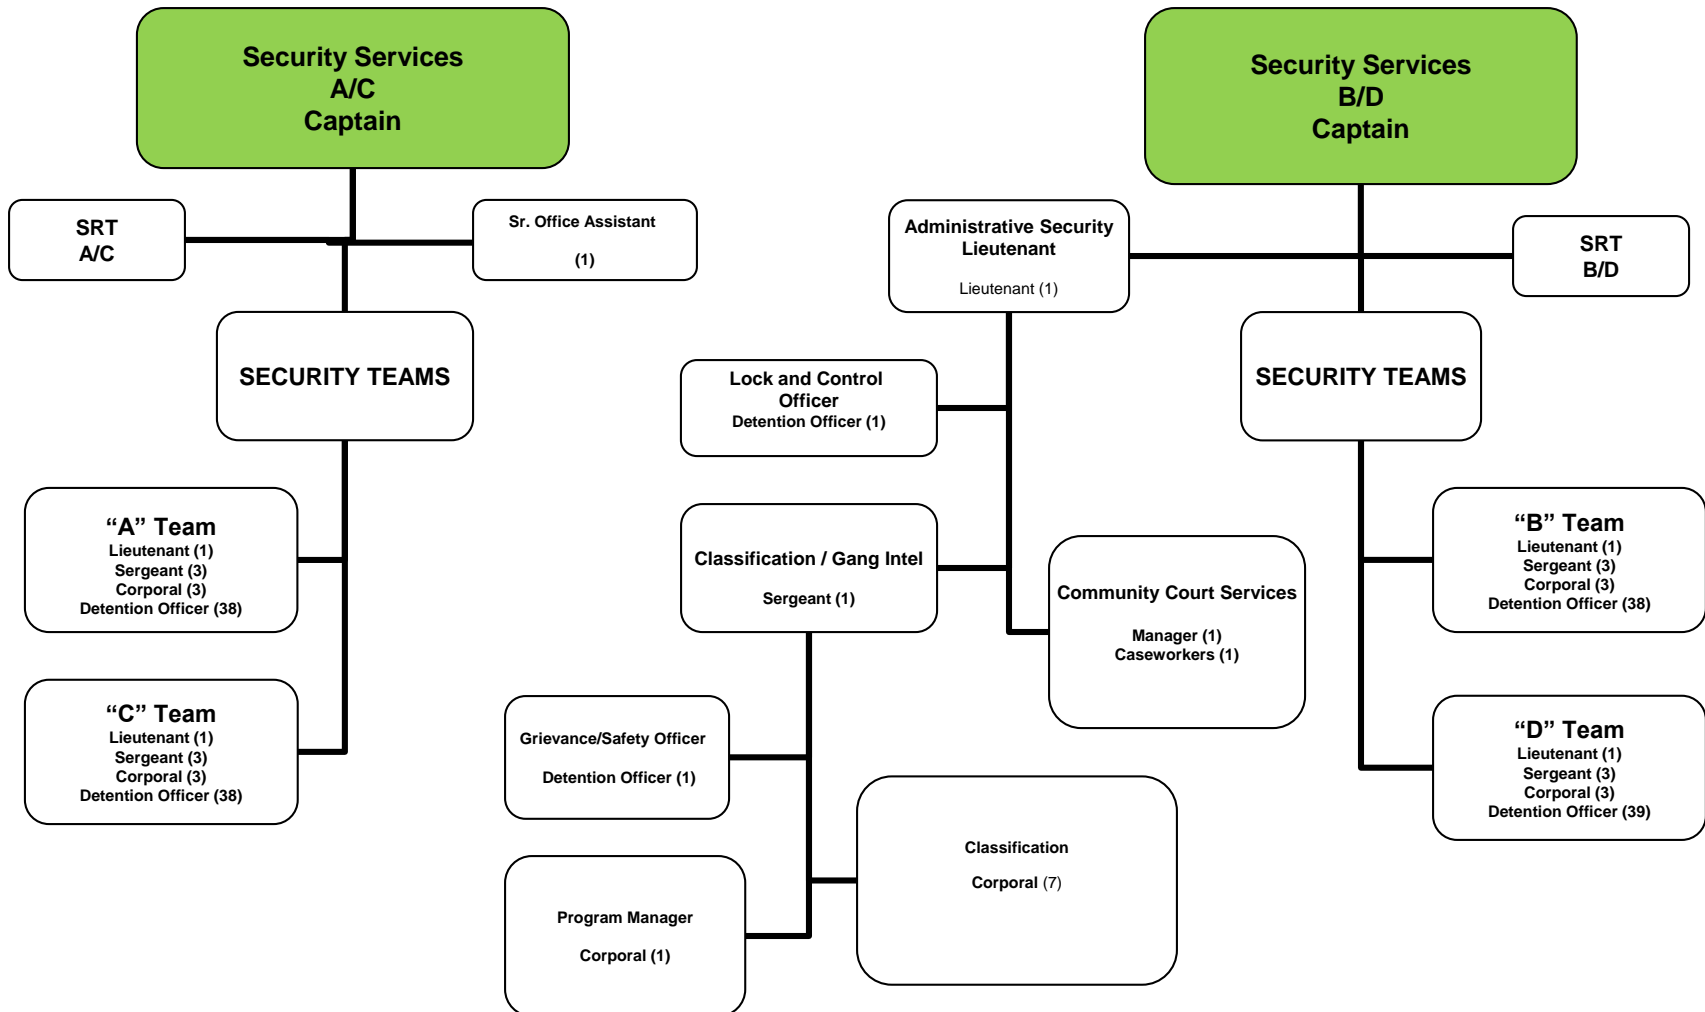 Security Services
A/C
Captain
Security Services
B/D
Captain
SRT
A/C
Sr. Office Assistant
(1)
Administrative Security
Lieutenant
Lieutenant (1)
SRT
B/D
SECURITY TEAMS
Lock and Control
Officer
Detention Officer (1)
SECURITY TEAMS
“A” Team
Lieutenant (1)
Sergeant (3)
Corporal (3)
Detention Officer (38)
Classification / Gang Intel
Sergeant (1)
Community Court Services
Manager (1)
Caseworkers (1)
“B” Team
Lieutenant (1)
Sergeant (3)
Corporal (3)
Detention Officer (38)
“C” Team
Lieutenant (1)
Sergeant (3)
Corporal (3)
Detention Officer (38)
Grievance/Safety Officer
Detention Officer (1)
“D” Team
Lieutenant (1)
Sergeant (3)
Corporal (3)
Detention Officer (39)
Classification
Corporal (7)
Program Manager
Corporal (1)